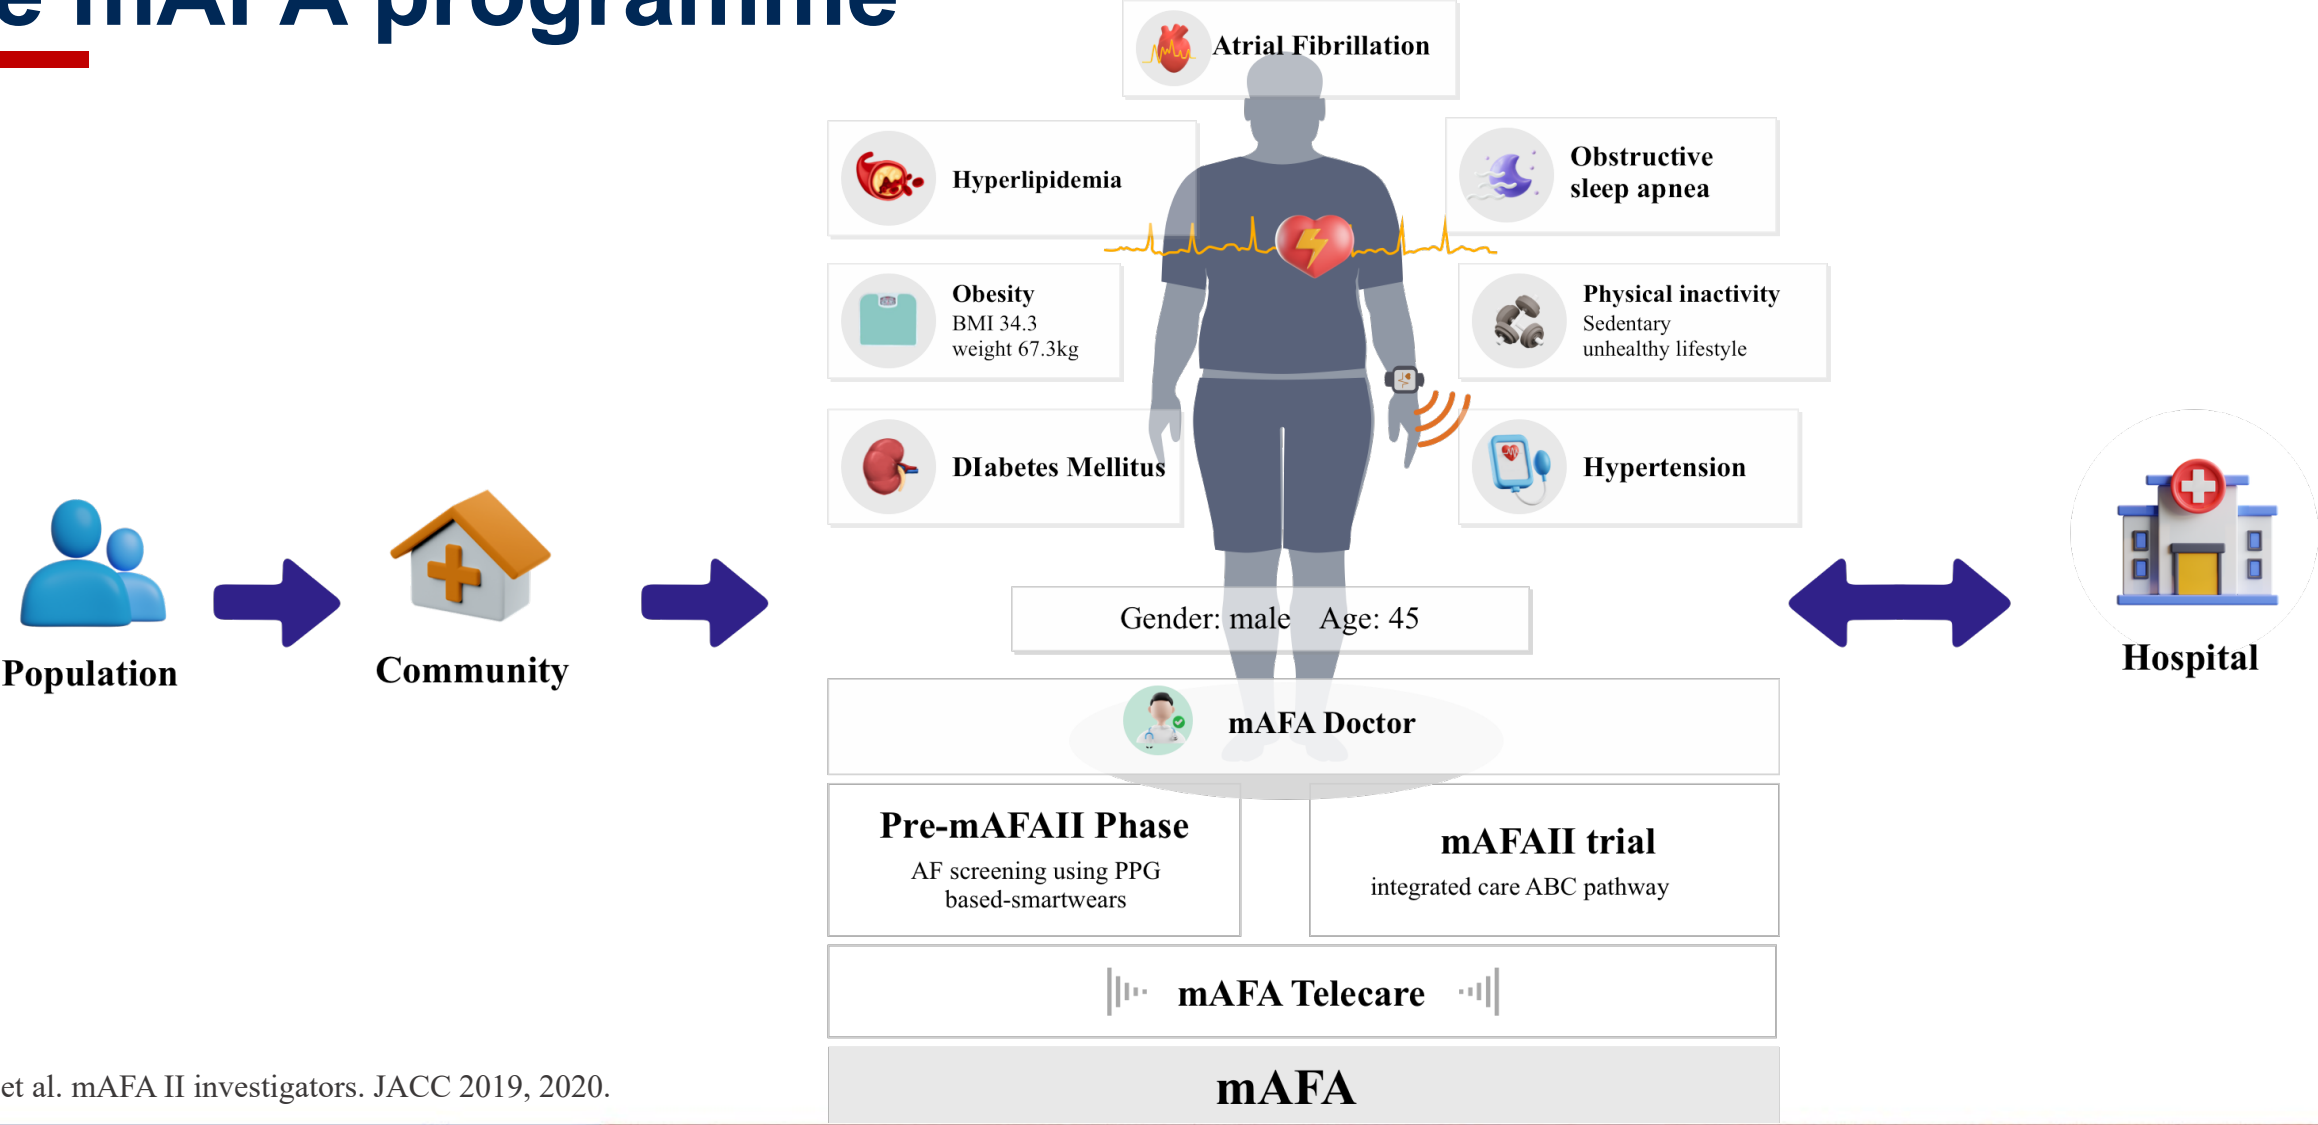 e mAFA programme
Atrial Fibrillation
Hyperlipidemia
Obstructive
sleep apnea
Obesity
BMI 34.3
weight 67.3kg
Physical inactivity
Sedentary
unhealthy lifestyle
DIabetes Mellitus
Hypertension
Population
Community
Hospital
Gender: male Age: 45
mAFA Doctor
Pre-mAFAII Phase
AF screening using PPG
based-smartwears
mAFAII trial
integrated care ABC pathway
mAFA Telecare
mAFA
et al. mAFA II investigators. JACC 2019, 2020.